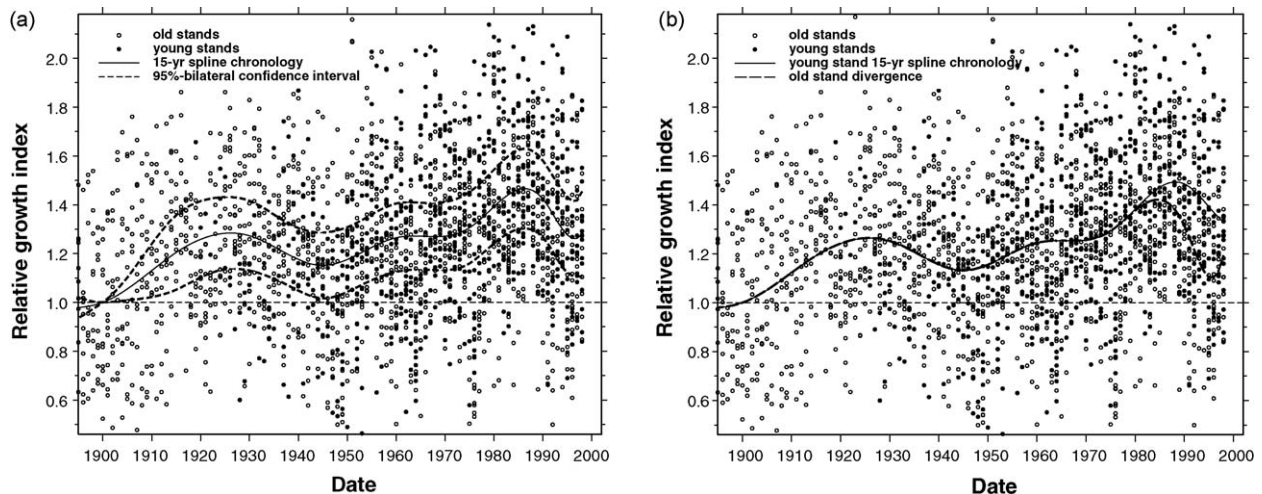 (a)
old stands
young stands
15-yr spline chronology
95%-bilateral confidence interval
Relative growth index
2.0
1.8
1.6
1.4
1.2
1.0
0.8
0.6
1900 1910 1920 1930 1940 1950 1960 1970 1980 1990 2000
Date
(b)
old stands
young stands
young stand 15-yr spline chronology
old stand divergence
Relative growth index
2.0
1.8
1.6
1.4
1.2
1.0
0.8
0.6
1900 1910 1920 1930 1940 1950 1960 1970 1980 1990 2000
Date